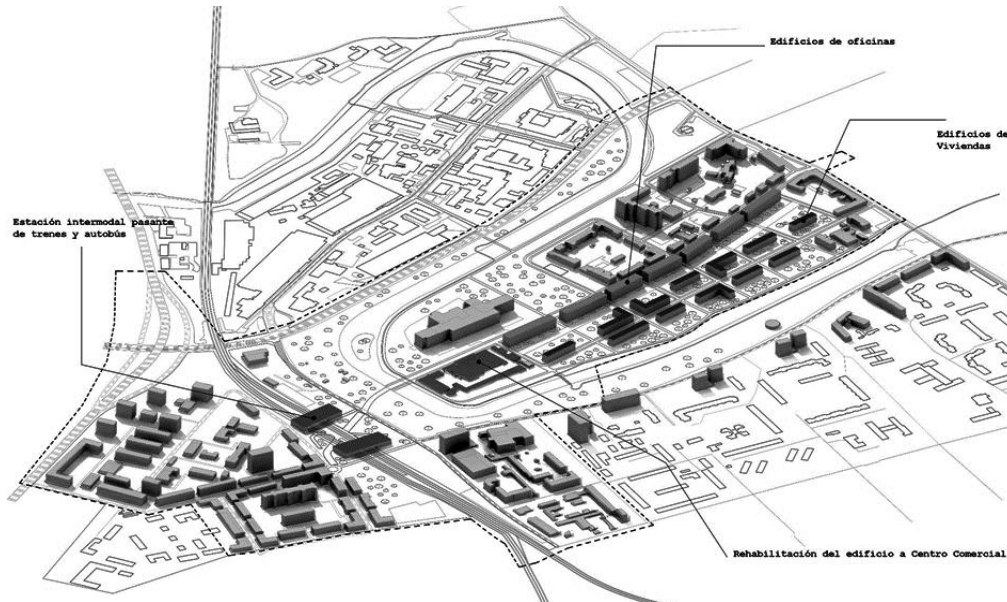 Edificios de oficinas
Edificios de
Viviendas
Estación intermodal pasante
de trenes y autobús
Rehabilitación del edificio a Centro Comercial